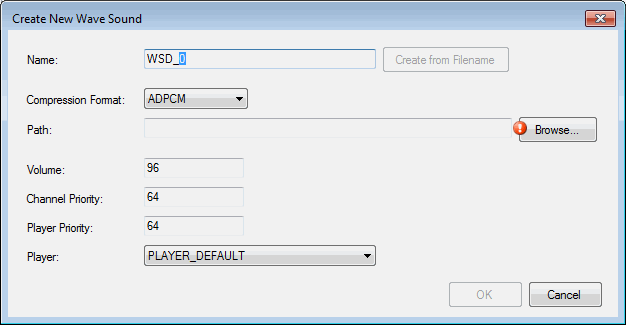 Create New Wave Sound
Name: WSD_0 Create from Filename
Compression Format: ADPCM
Path: Browse...
Volume: 96
Channel Priority: 64
Player Priority: 64
Player: PLAYER_DEFAULT
OK Cancel